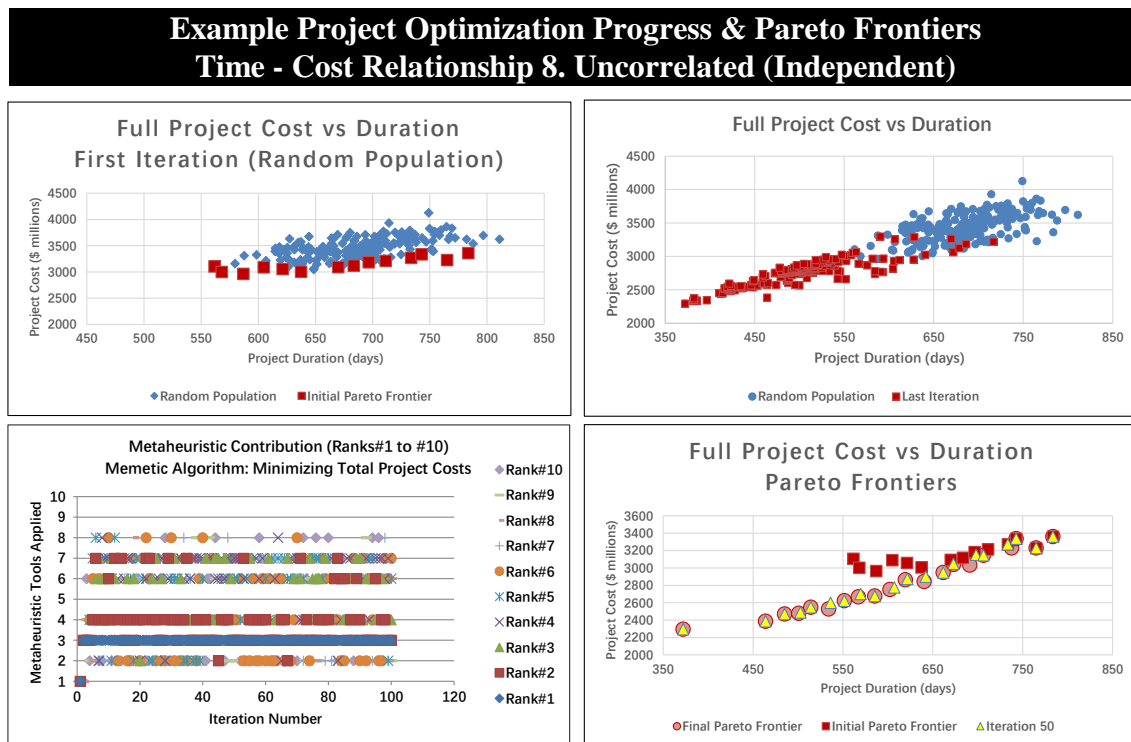 Example Project Optimization Progress & Pareto Frontiers
Time - Cost Relationship 8. Uncorrelated (Independent)
Full Project Cost vs Duration
First Iteration (Random Population)
Project Cost ($ millions)
4500
4000
3500
3000
2500
2000
450 500 550 600 650 700 750 800 850
Project Duration (days)
Random Population Initial Pareto Frontier
Full Project Cost vs Duration
Project Cost ($ millions)
4500
4000
3500
3000
2500
2000
350 450 550 650 750 850
Project Duration (days)
Random Population Last Iteration
Metaheuristic Contribution (Ranks#1 to #10)
Memetic Algorithm: Minimizing Total Project Costs
Metaheuristic Tools Applied
10
9
8
7
6
5
4
3
2
1
0 20 40 60 80 100 120
Iteration Number
Rank#10
Rank#9
Rank#8
Rank#7
Rank#6
Rank#5
Rank#4
Rank#3
Rank#2
Rank#1
Full Project Cost vs Duration
Pareto Frontiers
Project Cost ($ millions)
3600
3400
3200
3000
2800
2600
2400
2200
2000
350 450 550 650 750 850
Project Duration (days)
Final Pareto Frontier Initial Pareto Frontier Iteration 50